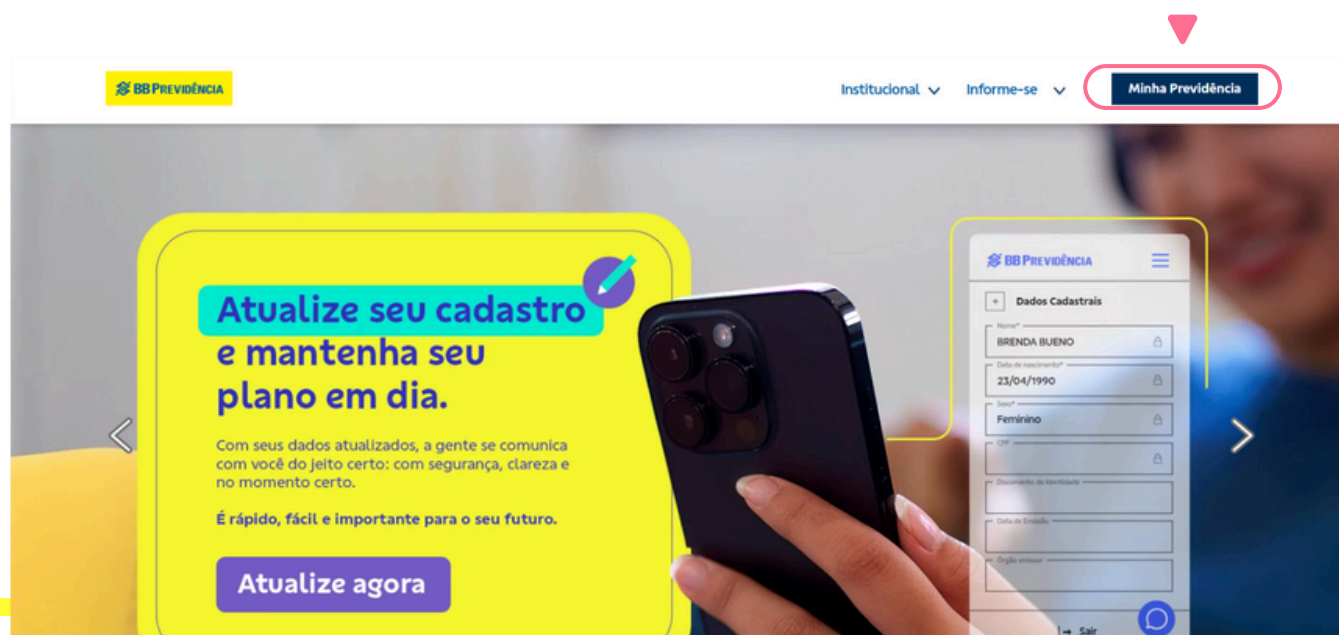 BB PREVIDÊNCIA
Institucional
Informe-se
Minha Previdência
Atualize seu cadastro
e mantenha seu
plano em dia.
Com seus dados atualizados, a gente se comunica
com você do jeito certo: com segurança, clareza e
no momento certo.
É rápido, fácil e importante para o seu futuro.
Atualize agora
BB PREVIDÊNCIA
Dados Cadastrais
Nome*
BRENDA BUENO
Data de nascimento*
23/04/1990
Sexo*
Feminino
CPF
Documento de Identidade
Data de Emissão
Órgão emissor
Sair